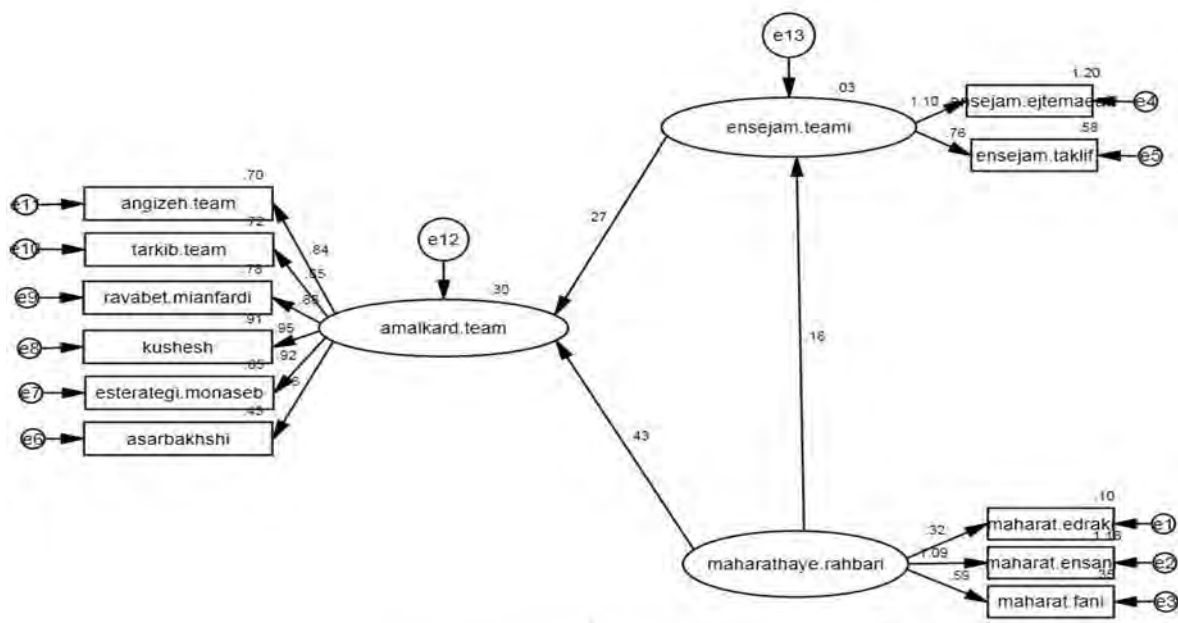 e13
.03
1.20
1.10
e4
ensejam.teami
.76
.58
ensejam.taklif
e5
.70
e11
angizeh.team
.72
.27
e12
.84
e10
tarkib.team
.78
.30
e9
ravabet.mianfardi
.91
.95
amalkard.team
.16
e8
kushesh
.92
e7
esterategi.monaseb
e6
asarbakhshi
.43
.10
.32
maharat.edrak
e1
1.09
maharathaye.rahbari
maharat.ensan
e2
.59
.35
maharat.fani
e3